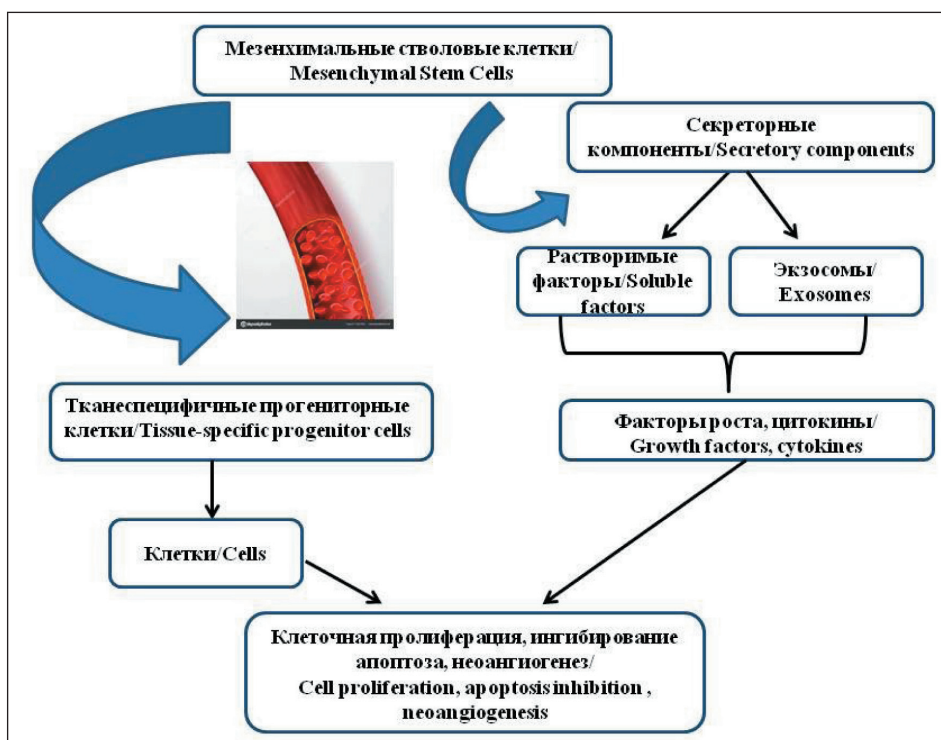 Мезенхимальные стволовые клетки/
Mesenchymal Stem Cells
Секреторные
компоненты/Secretory components
Растворимые
факторы/Soluble
factors
Экзосомы/
Exosomes
Тканеспецифичные прогениторные
клетки/Tissue-specific progenitor cells
Факторы роста, цитокины/
Growth factors, cytokines
Клетки/Cells
Клеточная пролиферация, ингибирование
апоптоза, неоангиогенез/
Cell proliferation, apoptosis inhibition ,
neoangiogenesis